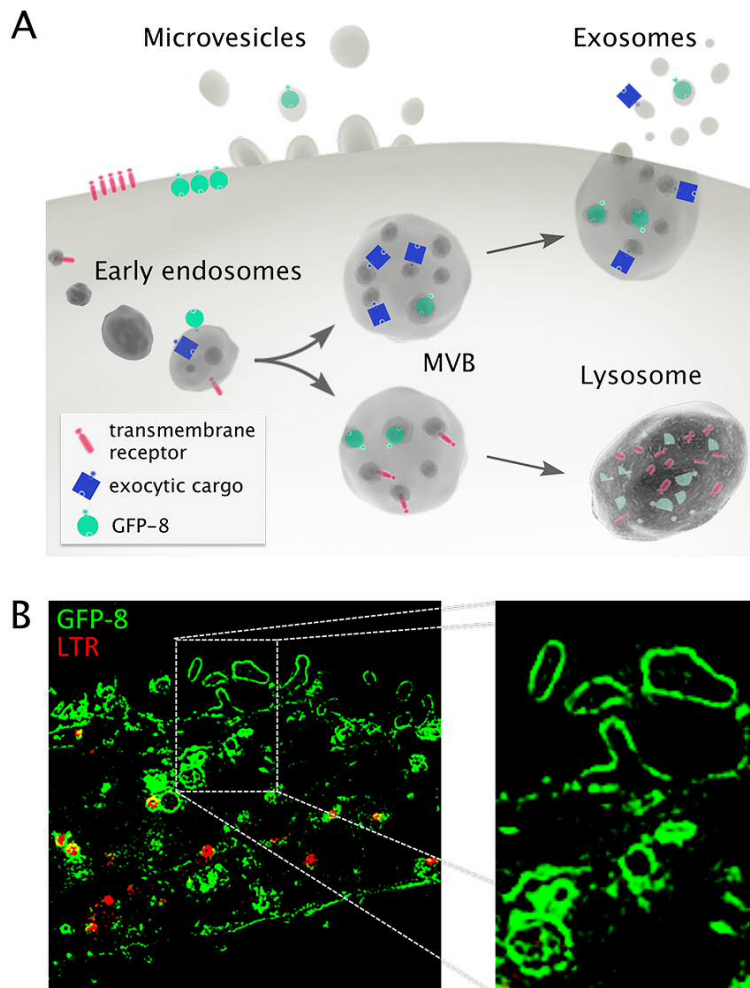 A
Microvesicles
Exosomes
Early endosomes
MVB
Lysosome
transmembrane
receptor
exocytic cargo
GFP-8
B
GFP-8
LTR